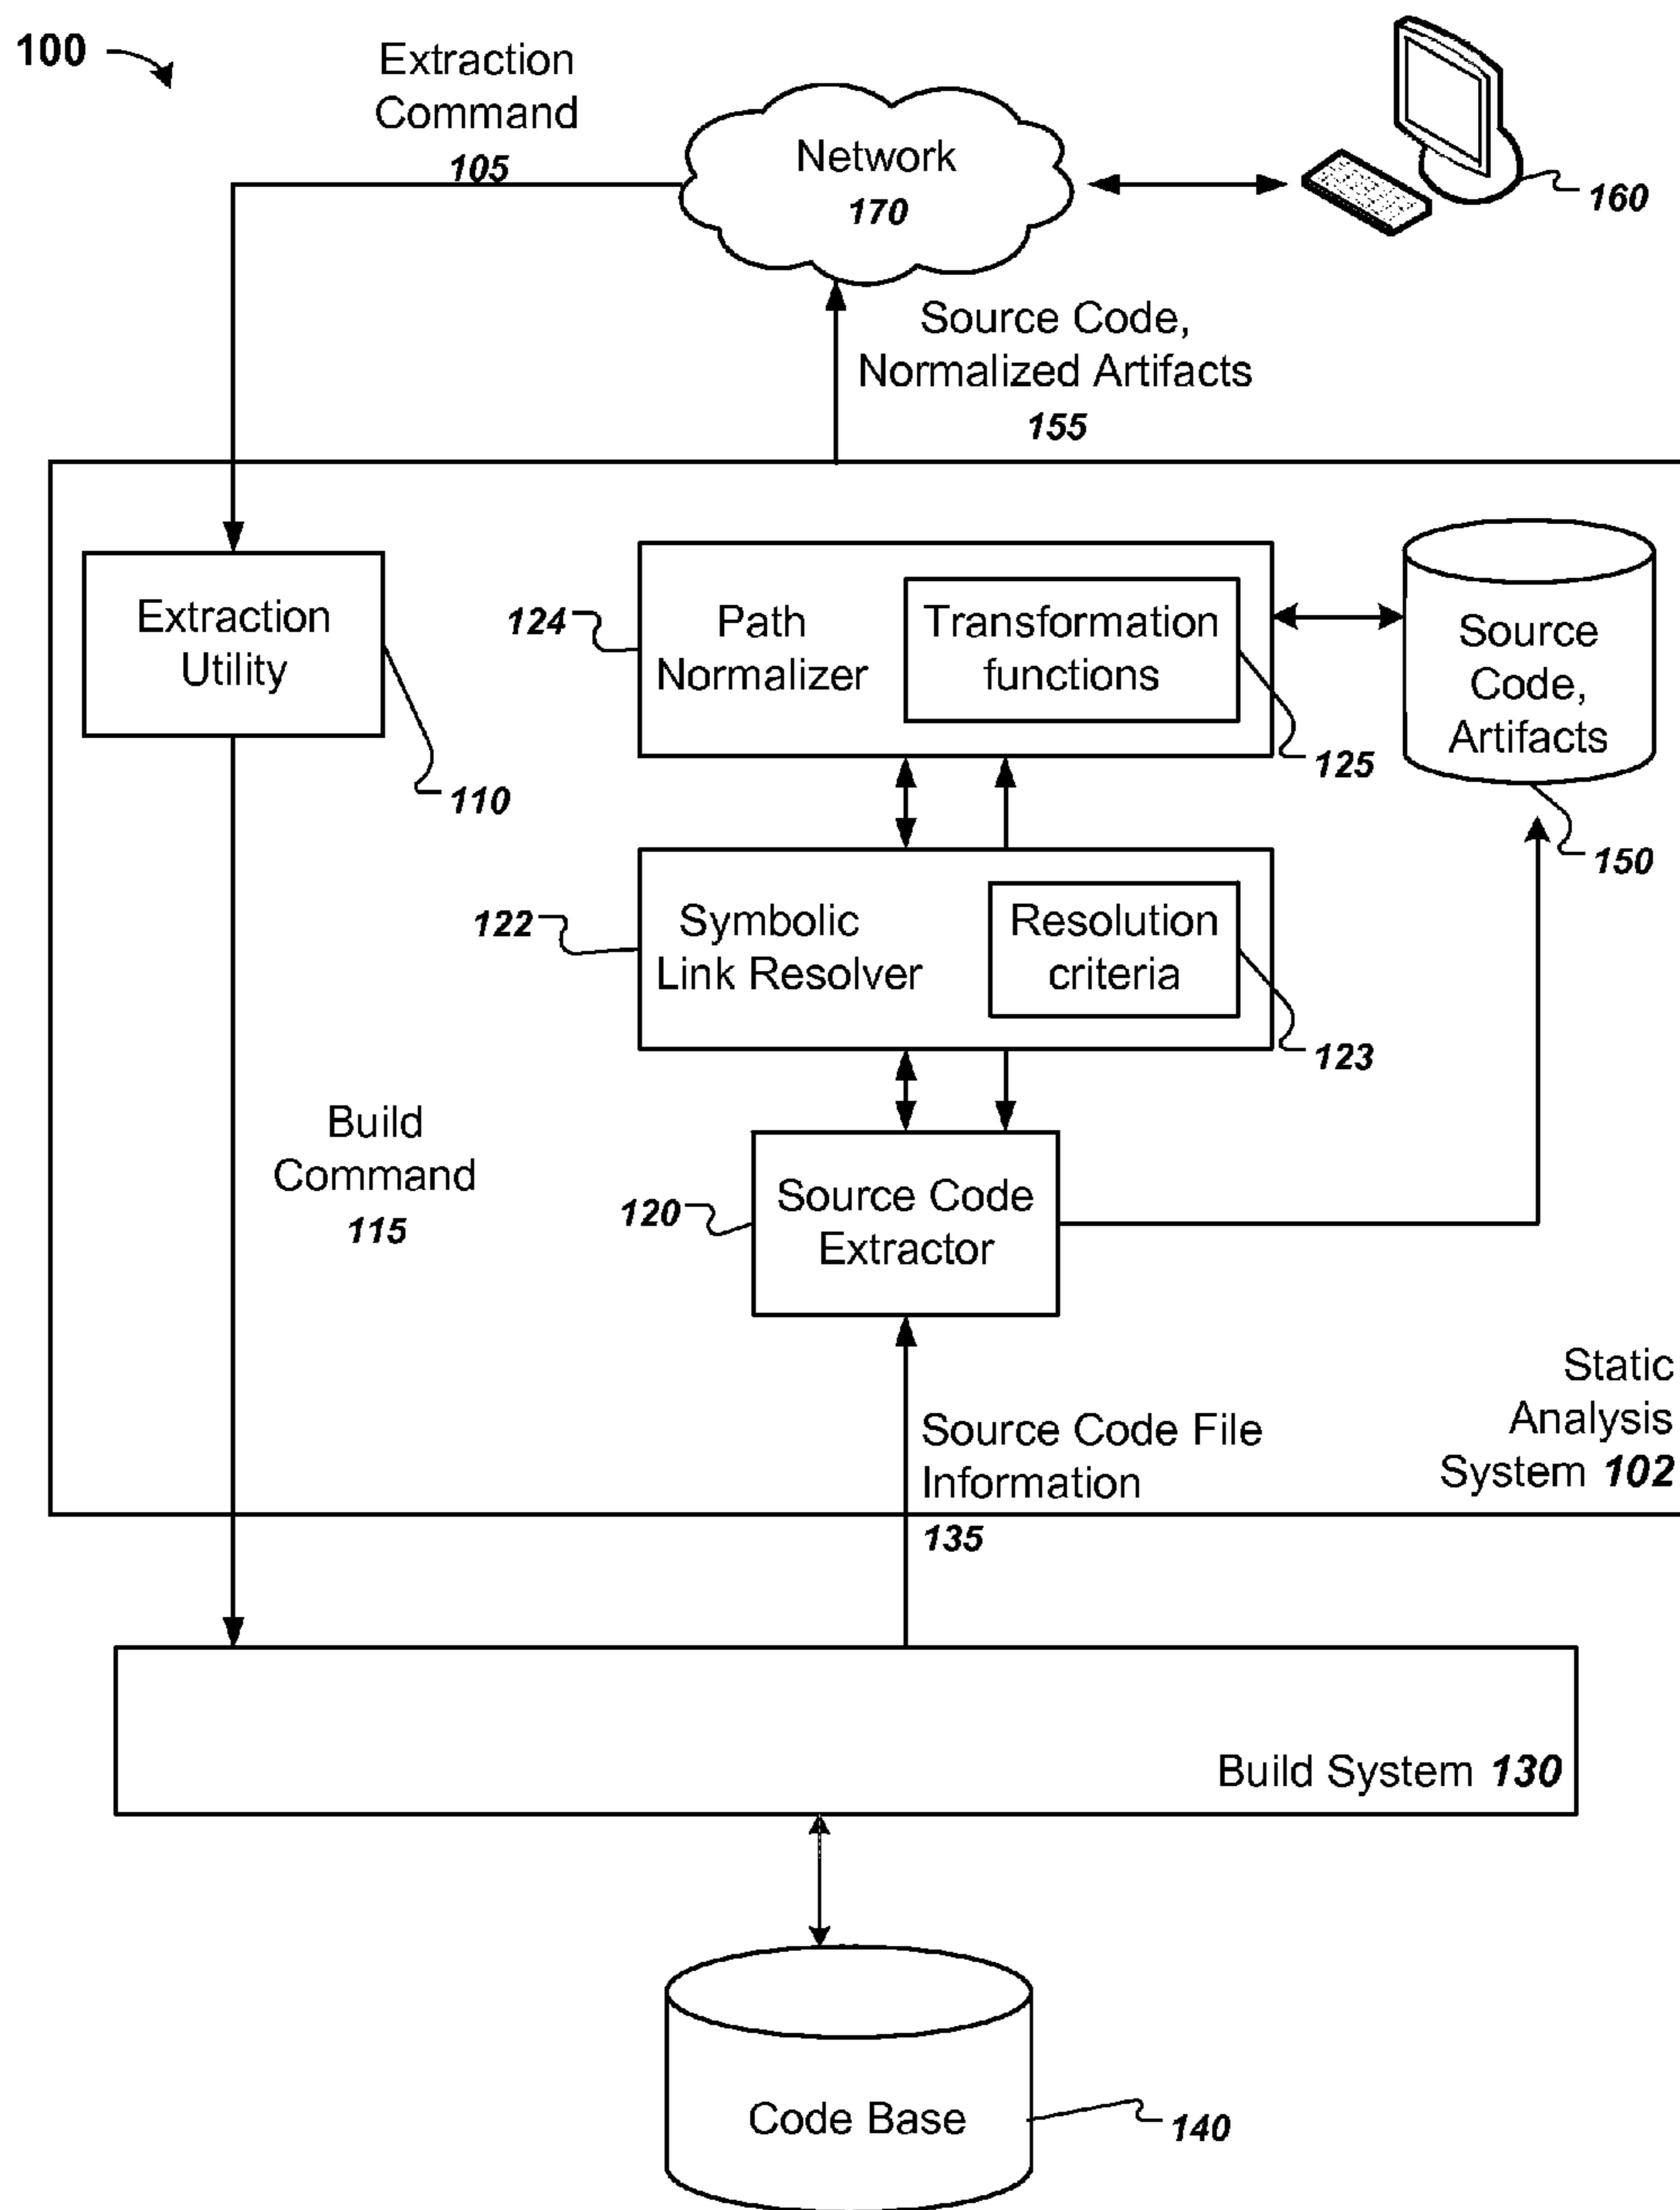 100
Extraction
Command
105
Network
170
160
Source Code,
Normalized Artifacts
155
Extraction
Utility
110
124
Path
Normalizer
Transformation
functions
125
Source
Code,
Artifacts
150
122
Symbolic
Link Resolver
Resolution
criteria
123
Build
Command
115
120
Source Code
Extractor
Static
Analysis
System 102
Source Code File
Information
135
Build System 130
Code Base
140